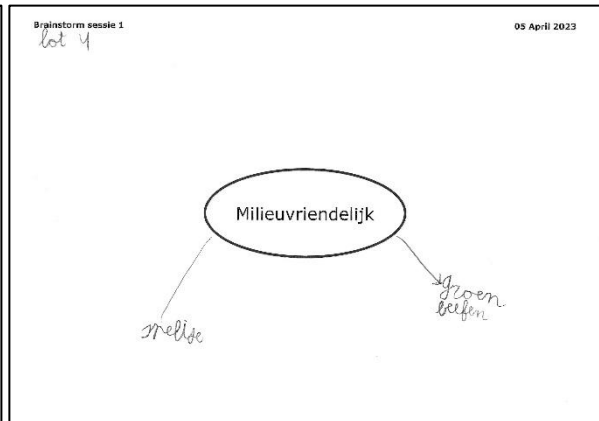 Brainstorm sessie 1
05 April 2023
lot 4
Milieuvriendelijk
groen
leefen